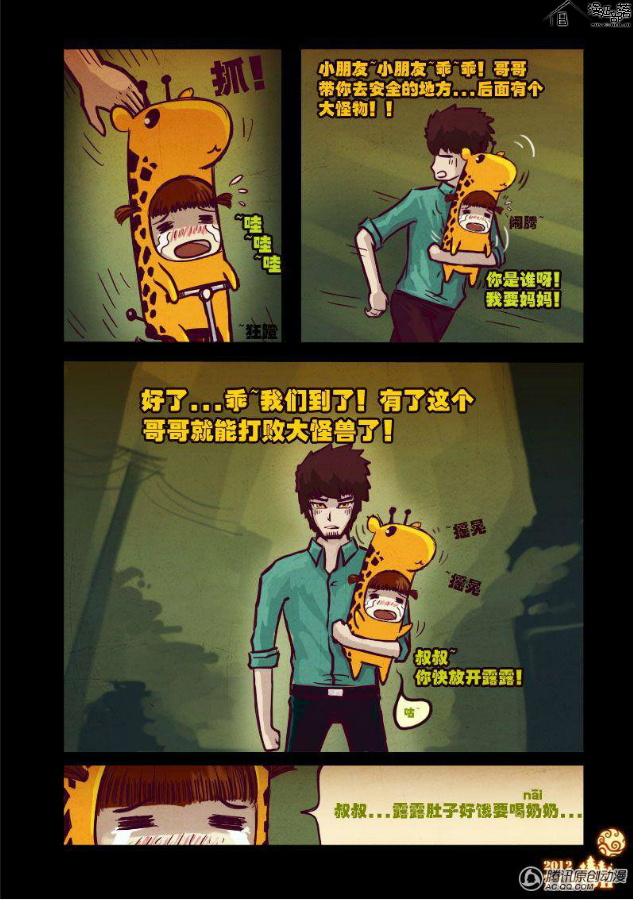 漫域部落
抓！
~哇
~哇
~哇
~狂蹬
小朋友~小朋友~乖~乖！哥哥
带你去安全的地方...后面有个
大怪物！！
闹腾~
你是谁呀！
我要妈妈！
好了...乖~我们到了！有了这个
哥哥就能打败大怪兽了！
~摇晃
~摇晃
叔叔~
你快放开露露！
咕~
nǎi
叔叔...露露肚子好饿要喝奶奶...
2012
腾讯原创动漫
AC.QQ.COM